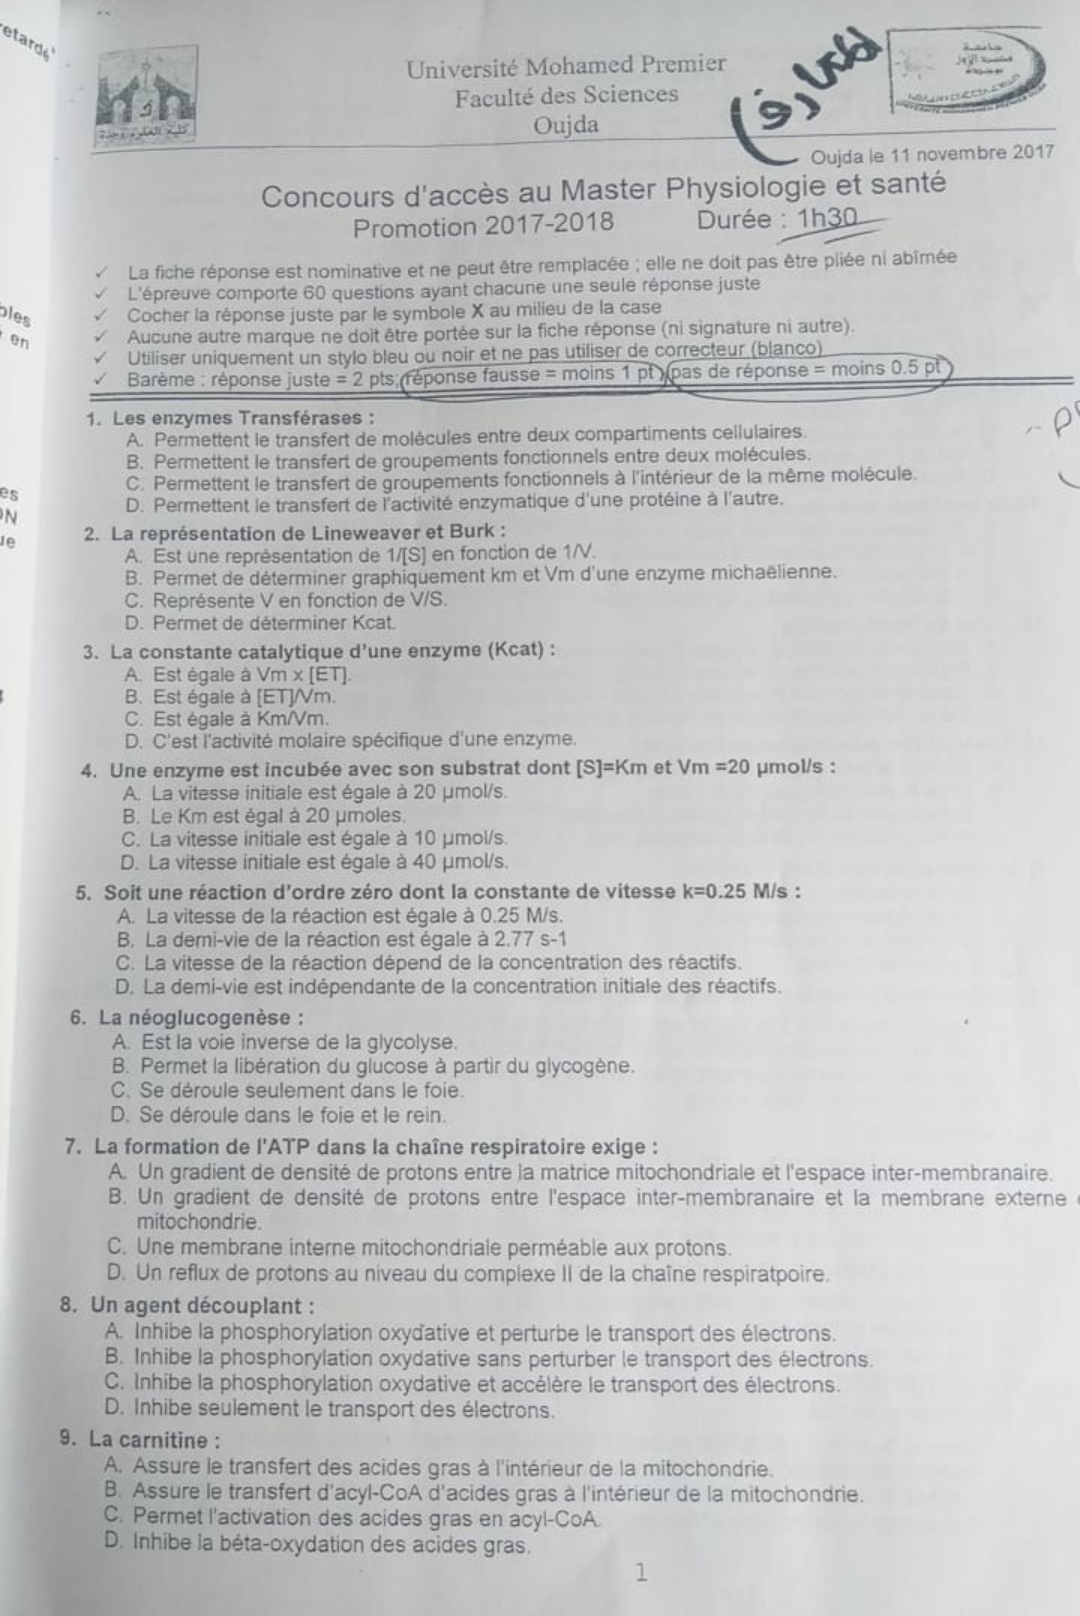 retardé
bles
en
es
ON
ue
Université Mohamed Premier
Faculté des Sciences
Oujda
كلية العلوم وجدة
جامعة
محمد الأول
وجدة
Oujda le 11 novembre 2017
Concours d'accès au Master Physiologie et santé
Promotion 2017-2018 Durée : 1h30
✓ La fiche réponse est nominative et ne peut être remplacée ; elle ne doit pas être pliée ni abîmée
✓ L'épreuve comporte 60 questions ayant chacune une seule réponse juste
✓ Cocher la réponse juste par le symbole X au milieu de la case
✓ Aucune autre marque ne doit être portée sur la fiche réponse (ni signature ni autre).
✓ Utiliser uniquement un stylo bleu ou noir et ne pas utiliser de correcteur (blanco)
✓ Barème : réponse juste = 2 pts; réponse fausse = moins 1 pt; pas de réponse = moins 0.5 pt
1. Les enzymes Transférases :
A. Permettent le transfert de molécules entre deux compartiments cellulaires.
B. Permettent le transfert de groupements fonctionnels entre deux molécules.
C. Permettent le transfert de groupements fonctionnels à l'intérieur de la même molécule.
D. Permettent le transfert de l'activité enzymatique d'une protéine à l'autre.
2. La représentation de Lineweaver et Burk :
A. Est une représentation de 1/[S] en fonction de 1/V.
B. Permet de déterminer graphiquement km et Vm d'une enzyme michaëlienne.
C. Représente V en fonction de V/S.
D. Permet de déterminer Kcat.
3. La constante catalytique d'une enzyme (Kcat) :
A. Est égale à Vm x [ET].
B. Est égale à [ET]/Vm.
C. Est égale à Km/Vm.
D. C'est l'activité molaire spécifique d'une enzyme.
4. Une enzyme est incubée avec son substrat dont [S]=Km et Vm =20 µmol/s :
A. La vitesse initiale est égale à 20 µmol/s.
B. Le Km est égal à 20 µmoles.
C. La vitesse initiale est égale à 10 µmol/s.
D. La vitesse initiale est égale à 40 µmol/s.
5. Soit une réaction d'ordre zéro dont la constante de vitesse k=0.25 M/s :
A. La vitesse de la réaction est égale à 0.25 M/s.
B. La demi-vie de la réaction est égale à 2.77 s-1
C. La vitesse de la réaction dépend de la concentration des réactifs.
D. La demi-vie est indépendante de la concentration initiale des réactifs.
6. La néoglucogenèse :
A. Est la voie inverse de la glycolyse.
B. Permet la libération du glucose à partir du glycogène.
C. Se déroule seulement dans le foie.
D. Se déroule dans le foie et le rein.
7. La formation de l'ATP dans la chaîne respiratoire exige :
A. Un gradient de densité de protons entre la matrice mitochondriale et l'espace inter-membranaire.
B. Un gradient de densité de protons entre l'espace inter-membranaire et la membrane externe
mitochondrie.
C. Une membrane interne mitochondriale perméable aux protons.
D. Un reflux de protons au niveau du complexe II de la chaîne respiratpoire.
8. Un agent découplant :
A. Inhibe la phosphorylation oxydative et perturbe le transport des électrons.
B. Inhibe la phosphorylation oxydative sans perturber le transport des électrons.
C. Inhibe la phosphorylation oxydative et accélère le transport des électrons.
D. Inhibe seulement le transport des électrons.
9. La carnitine :
A. Assure le transfert des acides gras à l'intérieur de la mitochondrie.
B. Assure le transfert d'acyl-CoA d'acides gras à l'intérieur de la mitochondrie.
C. Permet l'activation des acides gras en acyl-CoA.
D. Inhibe la béta-oxydation des acides gras.
1